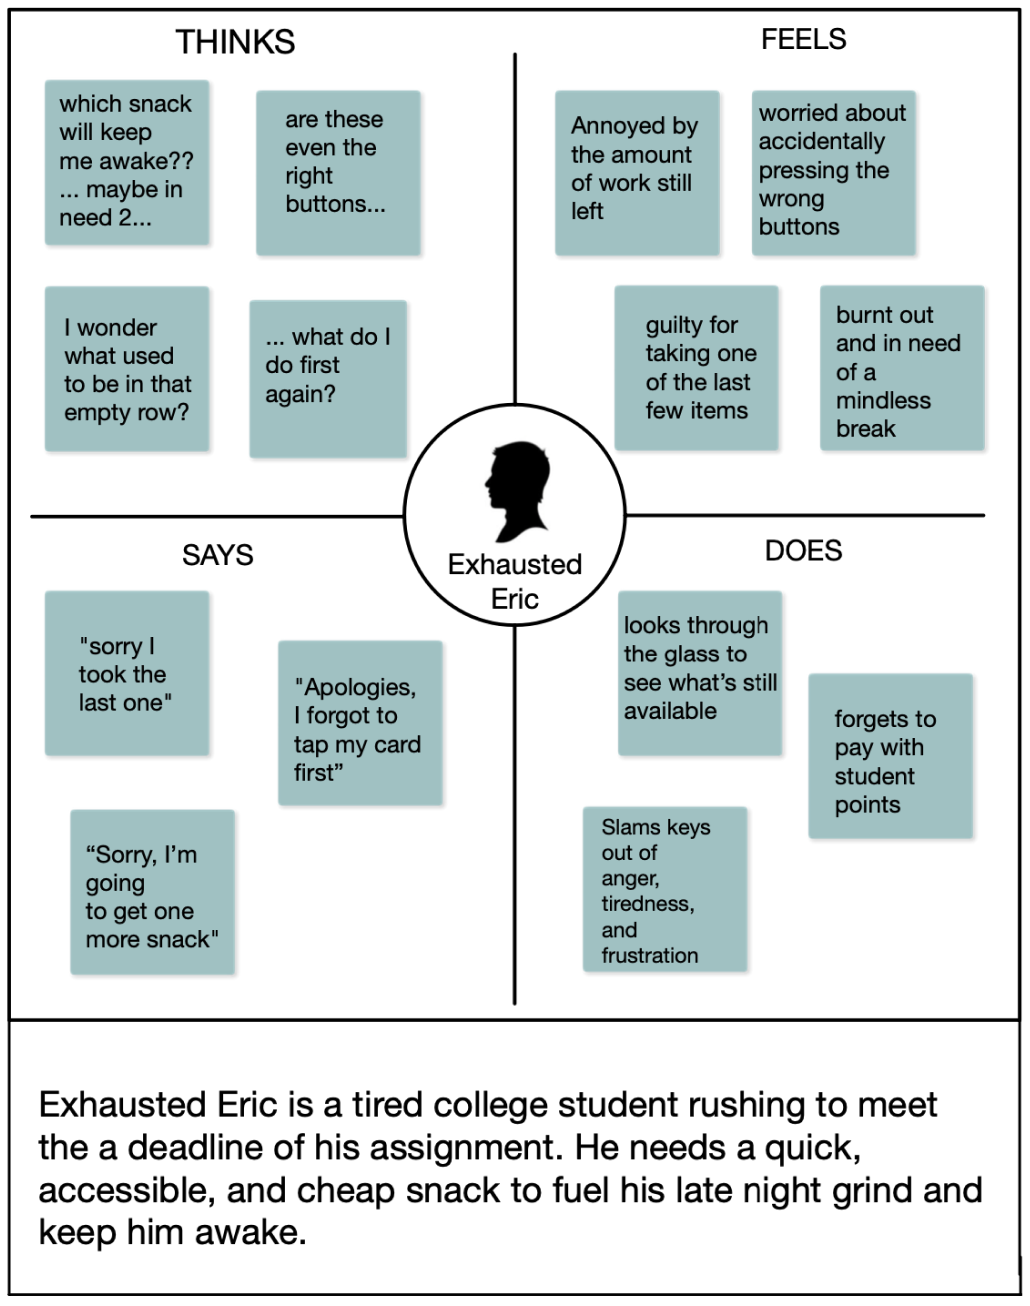 THINKS
which snack
will keep
me awake??
... maybe in
need 2...
are these
even the
right
buttons...
I wonder
what used
to be in that
empty row?
... what do I
do first
again?
FEELS
Annoyed by
the amount
of work still
left
worried about
accidentally
pressing the
wrong
buttons
guilty for
taking one
of the last
few items
burnt out
and in need
of a
mindless
break
Exhausted
Eric
SAYS
"sorry I
took the
last one"
"Apologies,
I forgot to
tap my card
first”
“Sorry, I’m
going
to get one
more snack"
DOES
looks through
the glass to
see what’s still
available
forgets to
pay with
student
points
Slams keys
out of
anger,
tiredness,
and
frustration
Exhausted Eric is a tired college student rushing to meet
the a deadline of his assignment. He needs a quick,
accessible, and cheap snack to fuel his late night grind and
keep him awake.